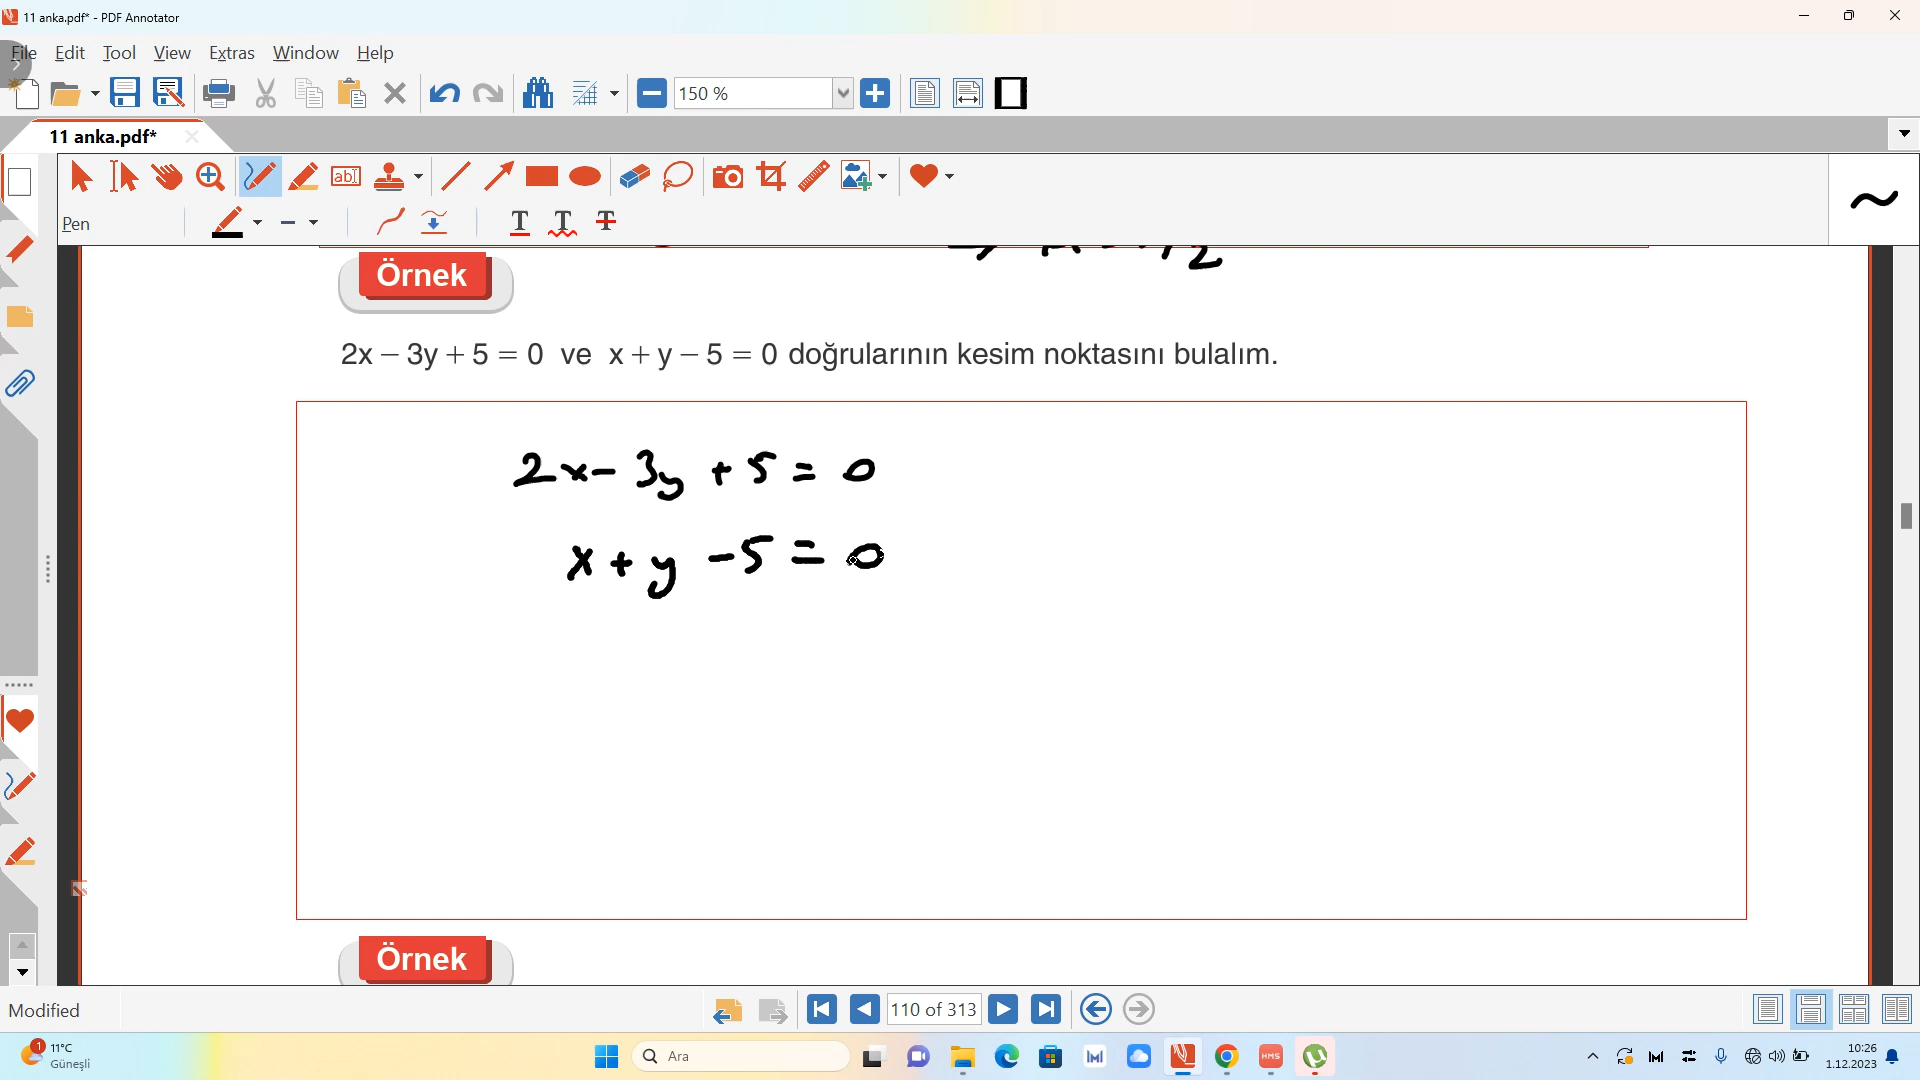 11 anka.pdf* - PDF Annotator
File Edit Tool View Extras Window Help
150 %
11 anka.pdf*
Pen
Örnek
2x − 3y + 5 = 0 ve x + y − 5 = 0 doğrularının kesim noktasını bulalım.
2x - 3y + 5 = 0
x + y - 5 = 0
Örnek
Modified
110 of 313
1
11°C
Güneşli
Ara
HMS
10:26
1.12.2023